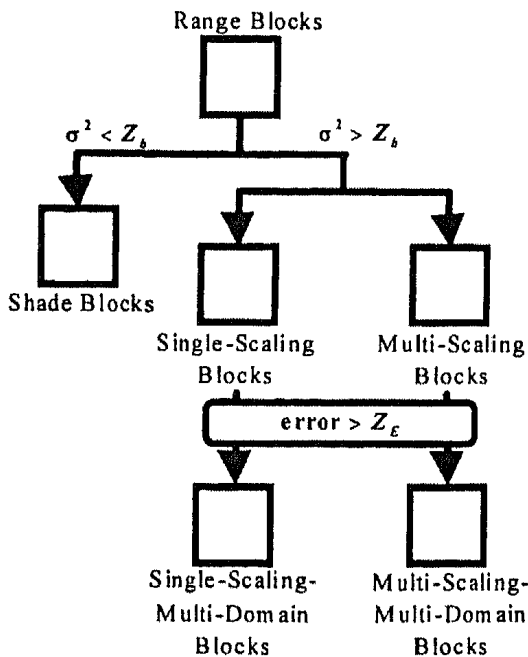 Range Blocks
σ² < Z_b
σ² > Z_b
Shade Blocks
Single-Scaling
Blocks
Multi-Scaling
Blocks
error > Z_E
Single-Scaling-
Multi-Domain
Blocks
Multi-Scaling-
Multi-Domain
Blocks